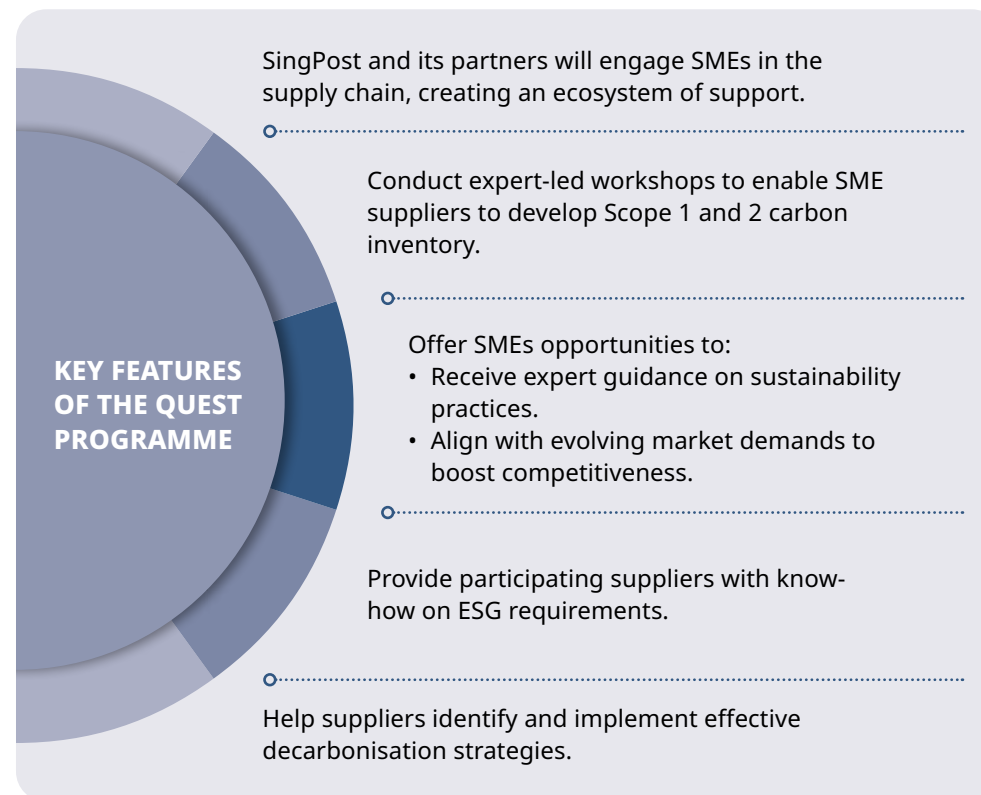 SingPost and its partners will engage SMEs in the
supply chain, creating an ecosystem of support.
Conduct expert-led workshops to enable SME
suppliers to develop Scope 1 and 2 carbon
inventory.
KEY FEATURES
OF THE QUEST
PROGRAMME
Offer SMEs opportunities to:
• Receive expert guidance on sustainability
practices.
• Align with evolving market demands to
boost competitiveness.
Provide participating suppliers with know-
how on ESG requirements.
Help suppliers identify and implement effective
decarbonisation strategies.